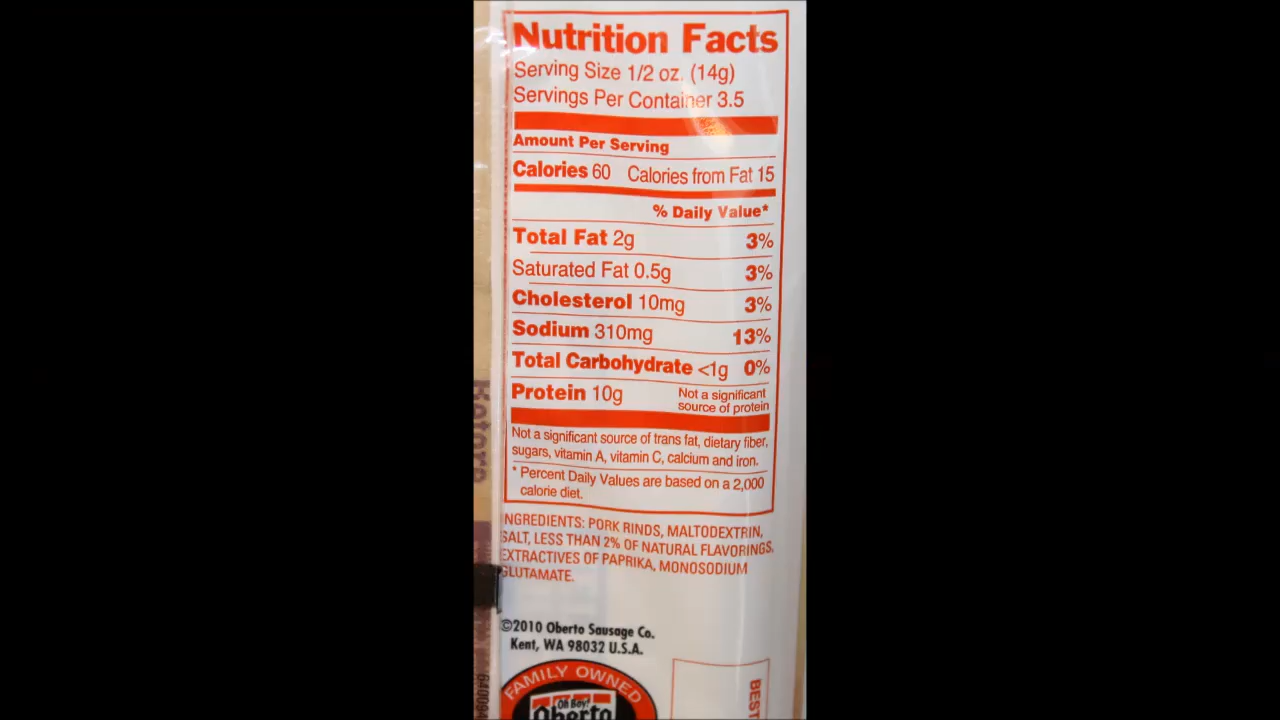 Nutrition Facts
Serving Size 1/2 oz. (14g)
Servings Per Container 3.5
Amount Per Serving
Calories 60 Calories from Fat 15
% Daily Value*
Total Fat 2g 3%
Saturated Fat 0.5g 3%
Cholesterol 10mg 3%
Sodium 310mg 13%
Total Carbohydrate <1g 0%
Protein 10g Not a significant
source of protein
Not a significant source of trans fat, dietary fiber,
sugars, vitamin A, vitamin C, calcium and iron.
* Percent Daily Values are based on a 2,000
calorie diet.
NGREDIENTS: PORK RINDS, MALTODEXTRIN,
SALT, LESS THAN 2% OF NATURAL FLAVORINGS,
EXTRACTIVES OF PAPRIKA, MONOSODIUM
GLUTAMATE.
©2010 Oberto Sausage Co.
Kent, WA 98032 U.S.A.
FAMILY OWNED
Oh Boy!
Oberto
BEST